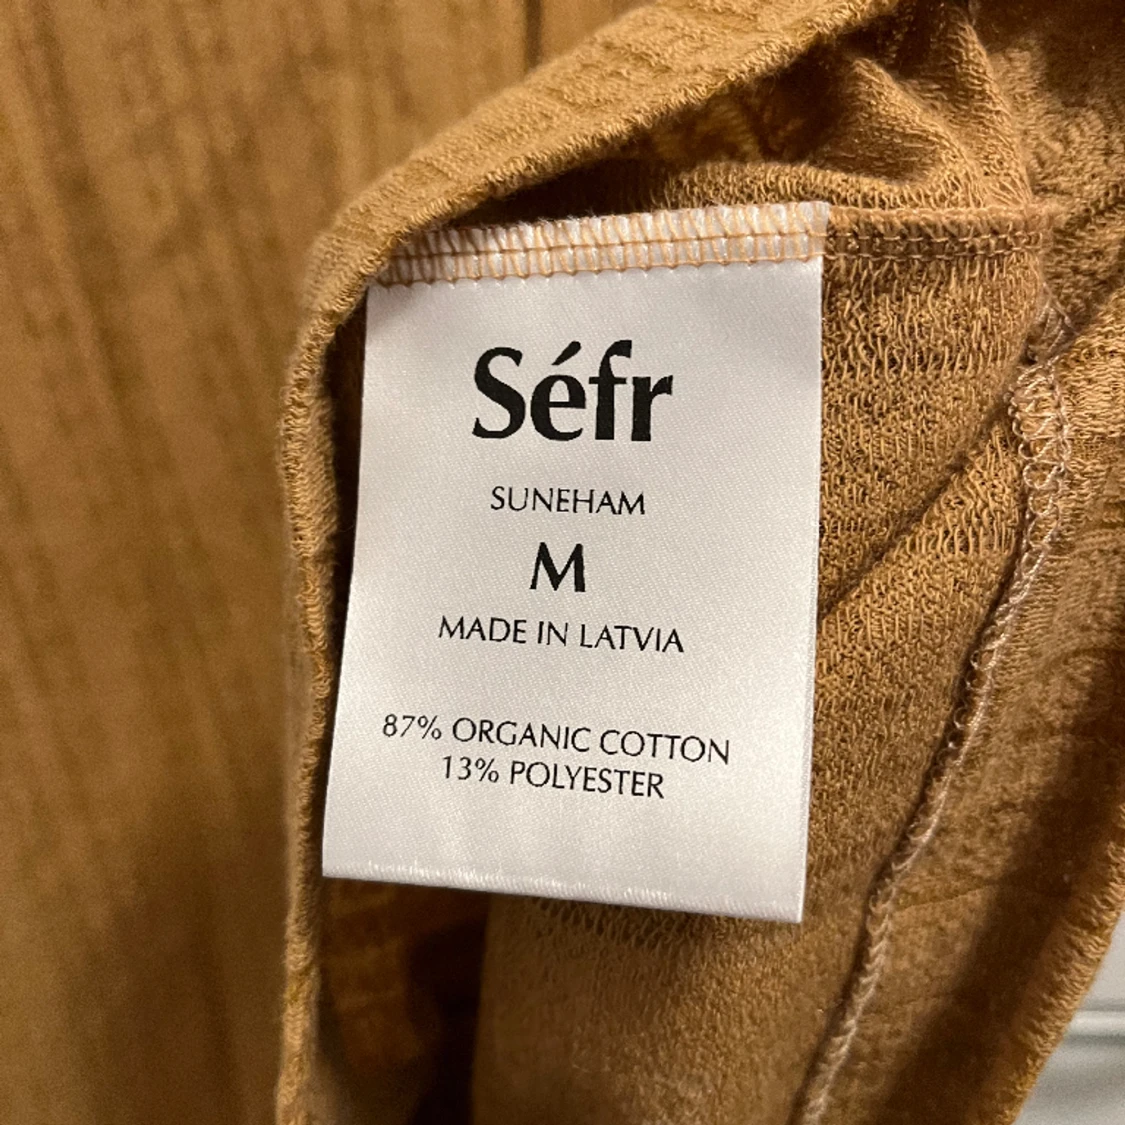 Séfr
SUNEHAM
M
MADE IN LATVIA
87% ORGANIC COTTON
13% POLYESTER